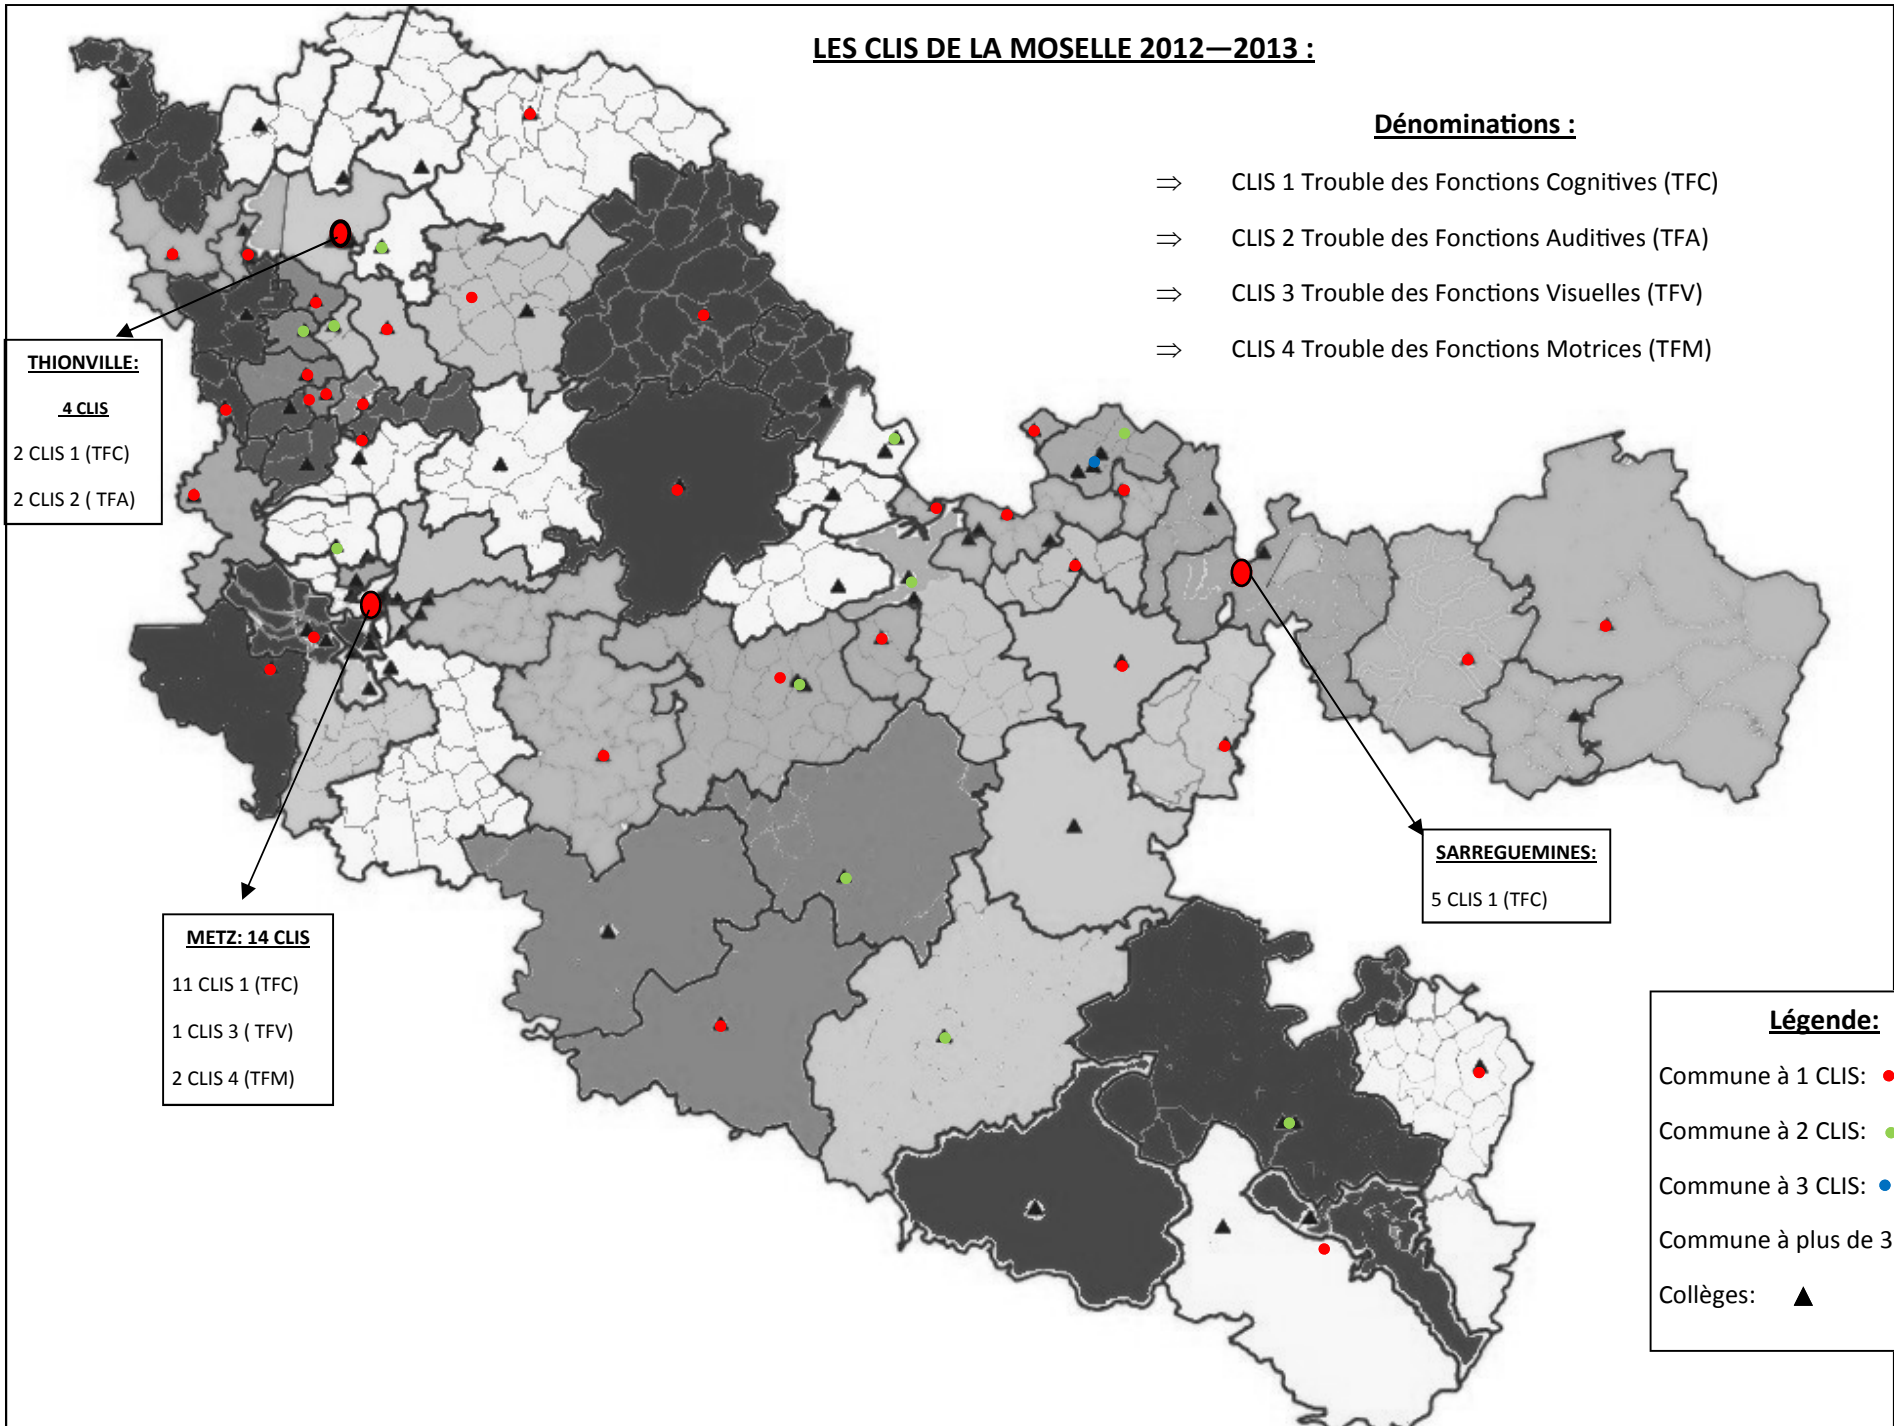 LES CLIS DE LA MOSELLE 2012—2013 :
Dénominations :
⇒ CLIS 1 Trouble des Fonctions Cognitives (TFC)
⇒ CLIS 2 Trouble des Fonctions Auditives (TFA)
⇒ CLIS 3 Trouble des Fonctions Visuelles (TFV)
⇒ CLIS 4 Trouble des Fonctions Motrices (TFM)
THIONVILLE:
4 CLIS
2 CLIS 1 (TFC)
2 CLIS 2 ( TFA)
SARREGUEMINES:
5 CLIS 1 (TFC)
METZ: 14 CLIS
11 CLIS 1 (TFC)
1 CLIS 3 ( TFV)
2 CLIS 4 (TFM)
Légende:
Commune à 1 CLIS:
Commune à 2 CLIS:
Commune à 3 CLIS:
Commune à plus de 3
Collèges: